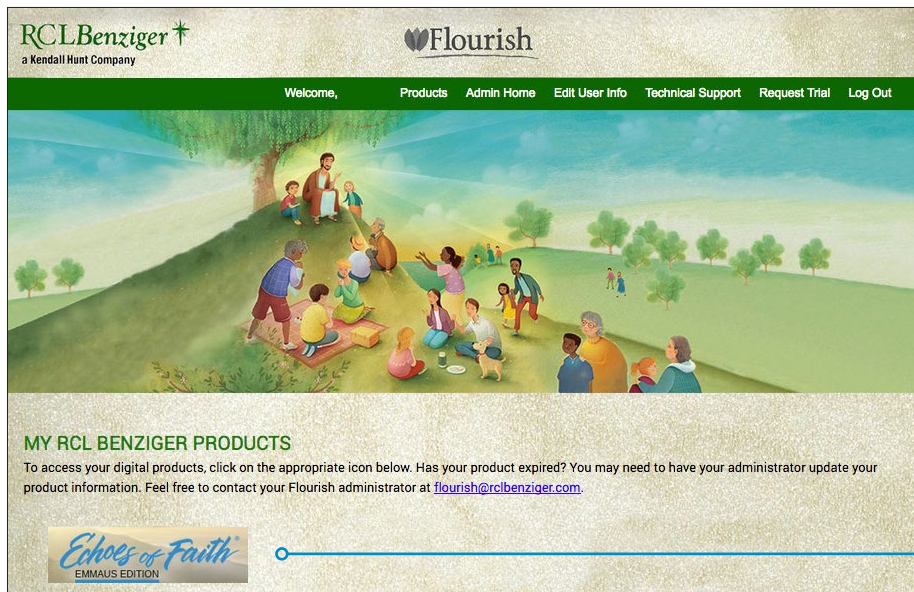 RCLBenziger
a Kendall Hunt Company
Flourish
Welcome, Products Admin Home Edit User Info Technical Support Request Trial Log Out
MY RCL BENZIGER PRODUCTS
To access your digital products, click on the appropriate icon below. Has your product expired? You may need to have your administrator update your
product information. Feel free to contact your Flourish administrator at flourish@rclbenziger.com.
Echoes of Faith®
EMMAUS EDITION